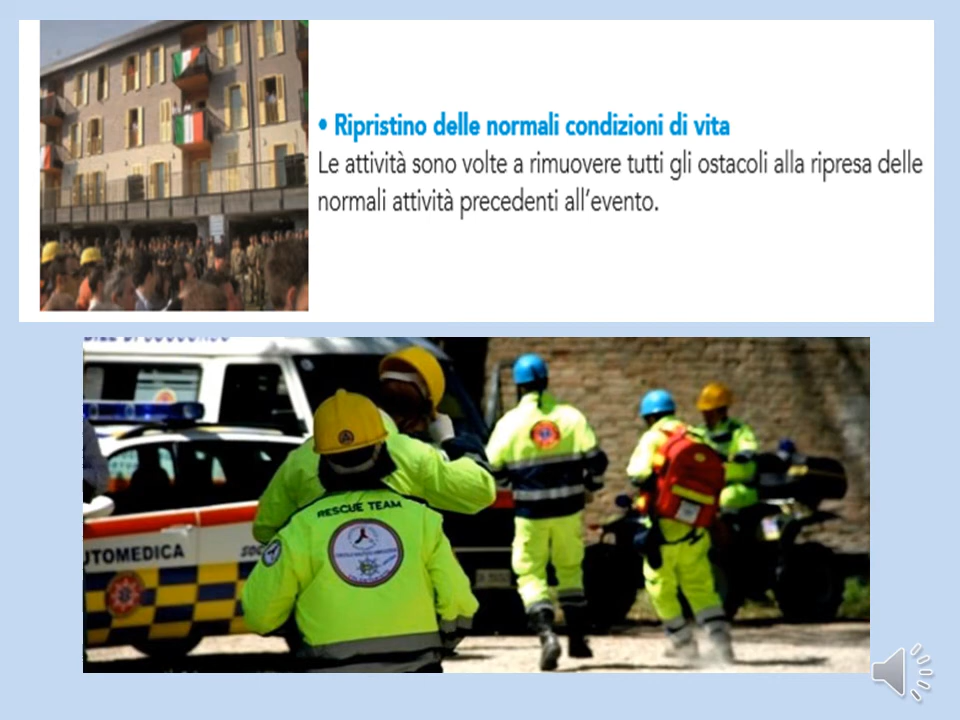 • Ripristino delle normali condizioni di vita
Le attività sono volte a rimuovere tutti gli ostacoli alla ripresa delle
normali attività precedenti all'evento.
RESCUE TEAM
UTOMEDICA